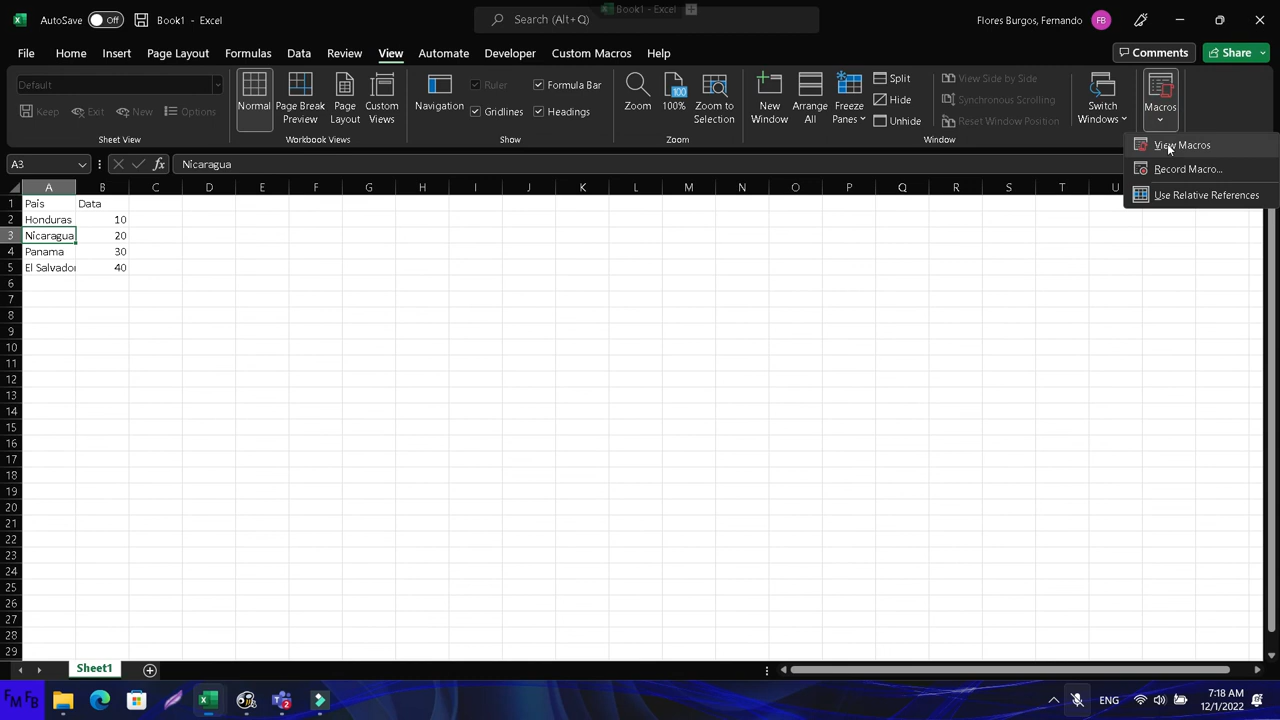 Book1 - Excel
AutoSave Off Book1 - Excel Search (Alt+Q) Flores Burgos, Fernando FB
File Home Insert Page Layout Formulas Data Review View Automate Developer Custom Macros Help Comments Share
Default
Keep Exit New Options
Sheet View
Normal Page Break Preview Page Layout Custom Views
Workbook Views
Navigation Ruler Formula Bar
Gridlines Headings
Show
Zoom 100 100% Zoom to Selection
Zoom
New Window Arrange All Freeze Panes Split Hide Unhide
View Side by Side
Synchronous Scrolling
Reset Window Position
Switch Windows
Window
Macros
View Macros
Record Macro...
Use Relative References
A3 fx Nicaragua
A B C D E F G H I J K L M N O P Q R S T U
1 Pais Data
2 Honduras 10
3 Nicaragua 20
4 Panama 30
5 El Salvador 40
6
7
8
9
10
11
12
13
14
15
16
17
18
19
20
21
22
23
24
25
26
27
28
29
Sheet1
FMFB ENG 7:18 AM
12/1/2022